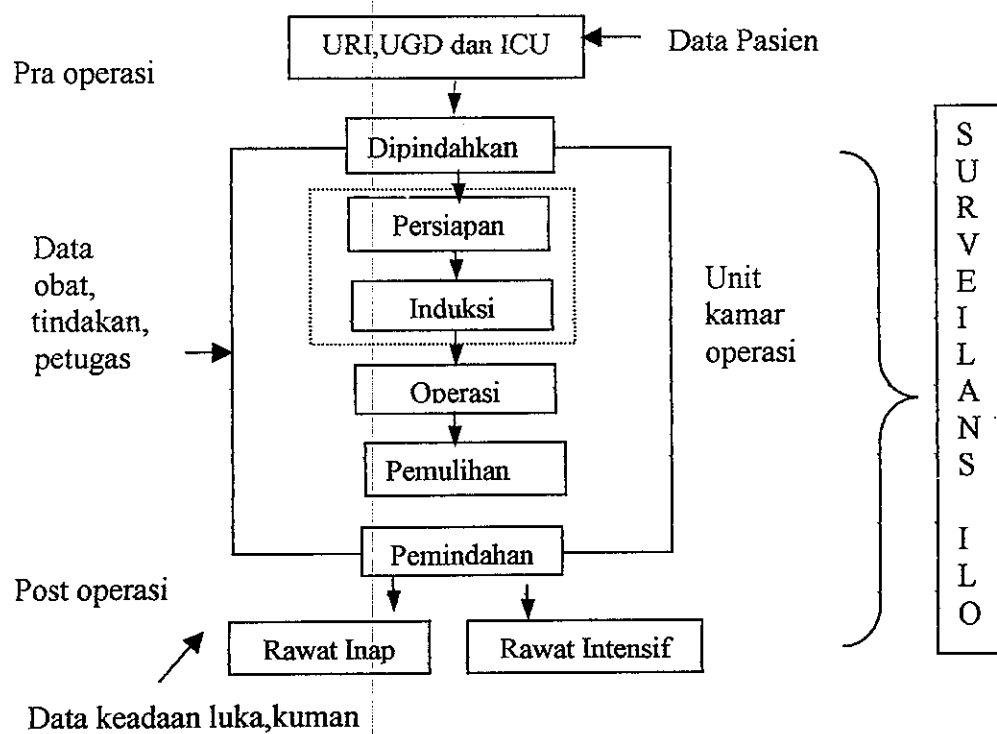 URI,UGD dan ICU
Data Pasien
Pra operasi
Dipindahkan
Persiapan
Data
obat,
tindakan,
petugas
Induksi
Unit
kamar
operasi
Operasi
Pemulihan
Pemindahan
Post operasi
Rawat Inap
Rawat Intensif
Data keadaan luka,kuman
S
U
R
V
E
I
L
A
N
S
I
L
O